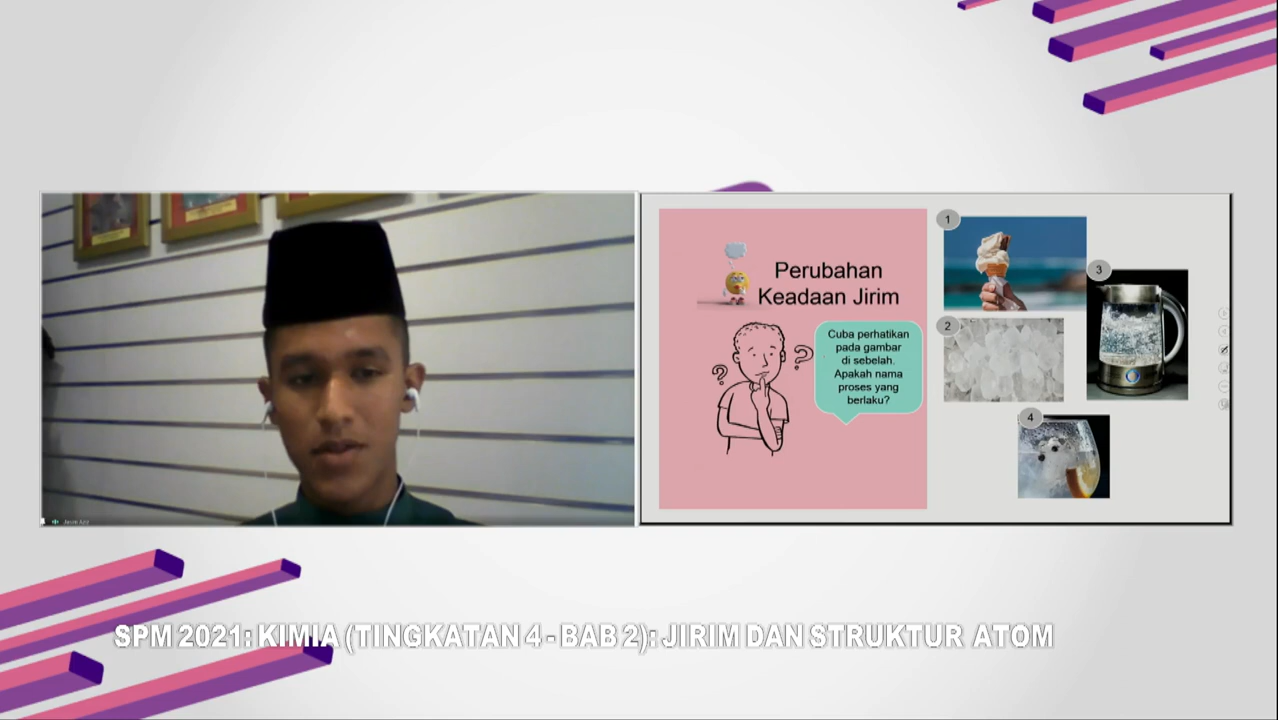 Perubahan
Keadaan Jirim
Cuba perhatikan
pada gambar
di sebelah.
Apakah nama
proses yang
berlaku?
?
?
1
2
3
4
SPM 2021: KIMIA (TINGKATAN 4 - BAB 2): JIRIM DAN STRUKTUR ATOM